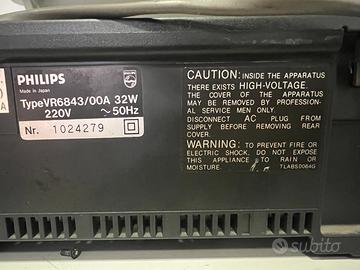 PHILIPS
Made in Japan
TypeVR6843/00A 32W
220V ~50Hz
Nr. 1024279
CAUTION: INSIDE THE APPARATUS
THERE EXISTS HIGH-VOLTAGE.
THE COVER OF THE APPARATUS
MAY BE REMOVED BY PROFESSION-
AL SERVICE MEN ONLY.
DISCONNECT AC PLUG FROM
SUPPLY BEFORE REMOVING REAR
COVER.
WARNING: TO PREVENT FIRE OR
ELECTRIC SHOCK, DO NOT EXPOSE
THIS APPLIANCE TO RAIN OR
MOISTURE.
TLABS0064G
subito